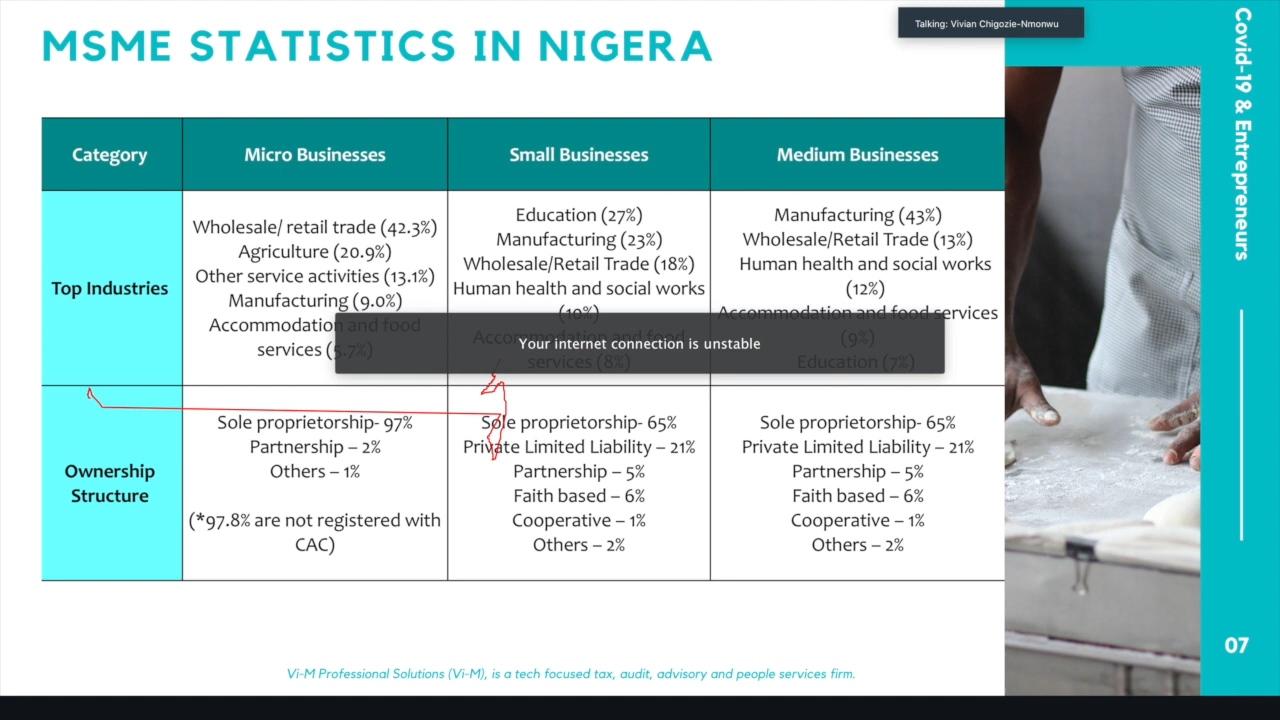 MSME STATISTICS IN NIGERA
Talking: Vivian Chigozie-Nmonwu
Covid-19 & Entrepreneurs
Category
Micro Businesses
Small Businesses
Medium Businesses
Top Industries
Wholesale/ retail trade (42.3%)
Agriculture (20.9%)
Other service activities (13.1%)
Manufacturing (9.0%)
Accommodation and food
services (5.7%)
Education (27%)
Manufacturing (23%)
Wholesale/Retail Trade (18%)
Human health and social works
(10%)
Accommodation and food
services (8%)
Manufacturing (43%)
Wholesale/Retail Trade (13%)
Human health and social works
(12%)
Accommodation and food services
(9%)
Education (7%)
Your internet connection is unstable
Ownership
Structure
Sole proprietorship- 97%
Partnership – 2%
Others – 1%
(*97.8% are not registered with
CAC)
Sole proprietorship- 65%
Private Limited Liability – 21%
Partnership – 5%
Faith based – 6%
Cooperative – 1%
Others – 2%
Sole proprietorship- 65%
Private Limited Liability – 21%
Partnership – 5%
Faith based – 6%
Cooperative – 1%
Others – 2%
07
Vi-M Professional Solutions (Vi-M), is a tech focused tax, audit, advisory and people services firm.